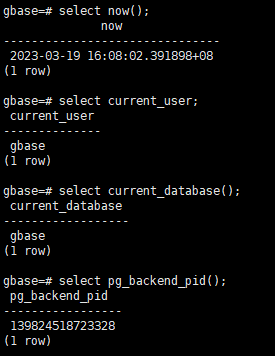 gbase=# select now();
              now
-------------------------------
 2023-03-19 16:08:02.391898+08
(1 row)
gbase=# select current_user;
 current_user
--------------
 gbase
(1 row)
gbase=# select current_database();
 current_database
------------------
 gbase
(1 row)
gbase=# select pg_backend_pid();
 pg_backend_pid
-----------------
 139824518723328
(1 row)